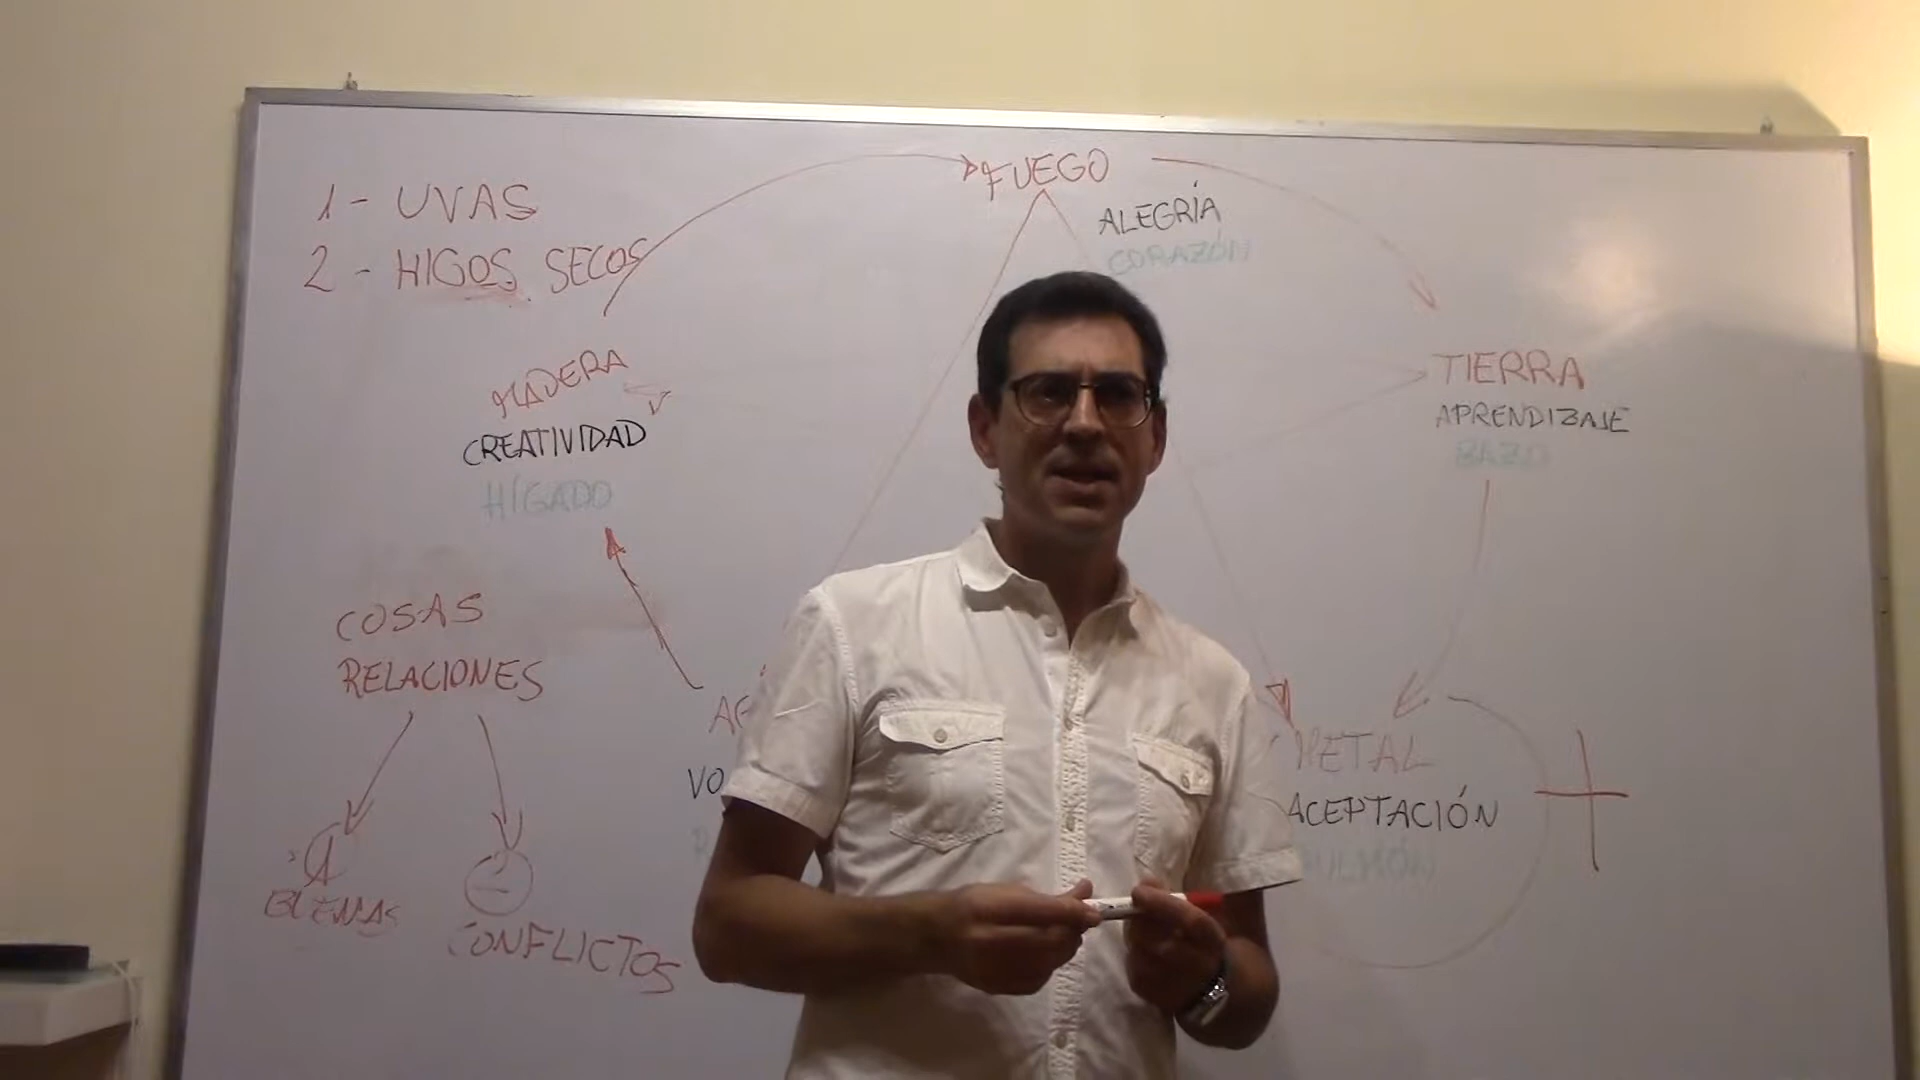 1 - UVAS
2 - HIGOS SECOS
FUEGO
ALEGRÍA
CORAZÓN
MADERA
CREATIVIDAD
HÍGADO
TIERRA
APRENDIZAJE
BAZO
COSAS
RELACIONES
BUENAS
CONFLICTOS
METAL
ACEPTACIÓN